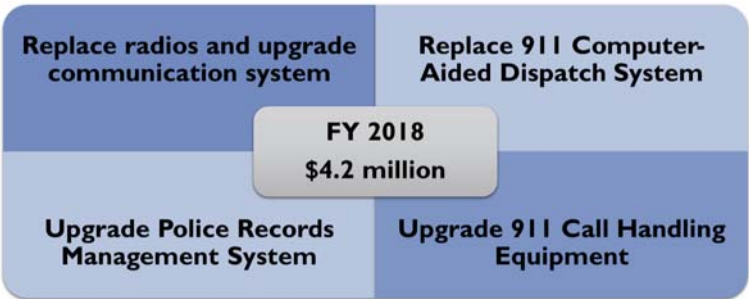 Replace radios and upgrade
communication system
Replace 911 Computer-
Aided Dispatch System
FY 2018
$4.2 million
Upgrade Police Records
Management System
Upgrade 911 Call Handling
Equipment